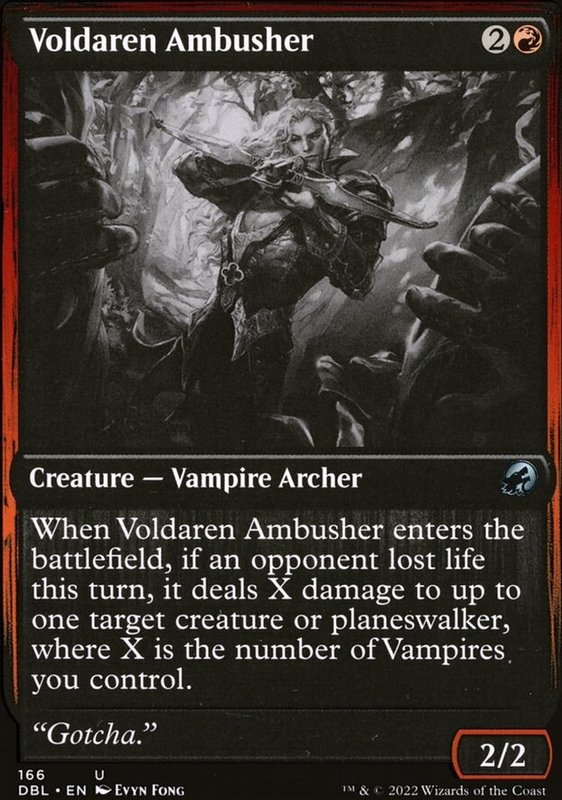 Voldaren Ambusher 2
Creature — Vampire Archer
When Voldaren Ambusher enters the
battlefield, if an opponent lost life
this turn, it deals X damage to up to
one target creature or planeswalker,
where X is the number of Vampires
you control.
“Gotcha.”
2/2
166 U
DBL • EN Evyn Fong
™ & © 2022 Wizards of the Coast